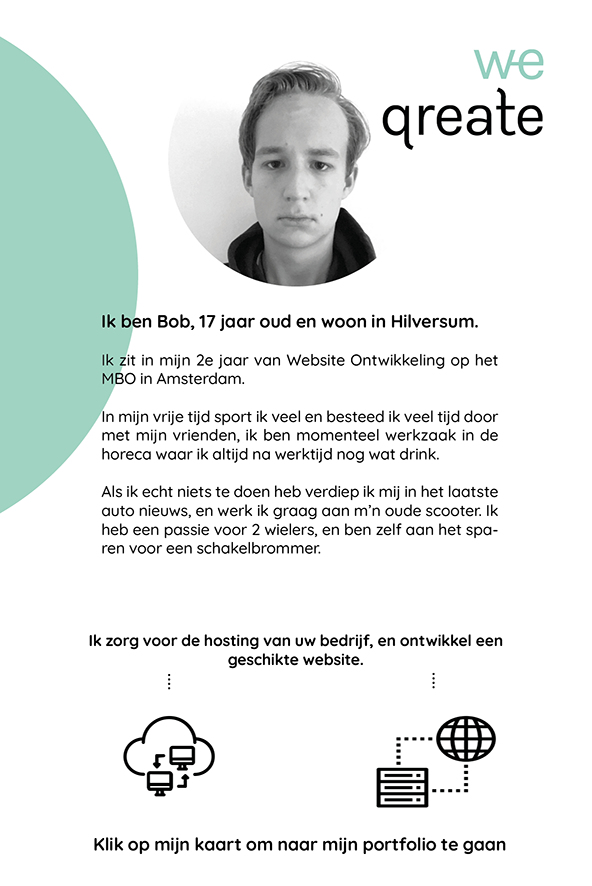 we
qreate
Ik ben Bob, 17 jaar oud en woon in Hilversum.
Ik zit in mijn 2e jaar van Website Ontwikkeling op het
MBO in Amsterdam.
In mijn vrije tijd sport ik veel en besteed ik veel tijd door
met mijn vrienden, ik ben momenteel werkzaak in de
horeca waar ik altijd na werktijd nog wat drink.
Als ik echt niets te doen heb verdiep ik mij in het laatste
auto nieuws, en werk ik graag aan m'n oude scooter. Ik
heb een passie voor 2 wielers, en ben zelf aan het spa-
ren voor een schakelbrommer.
Ik zorg voor de hosting van uw bedrijf, en ontwikkel een
geschikte website.
Klik op mijn kaart om naar mijn portfolio te gaan